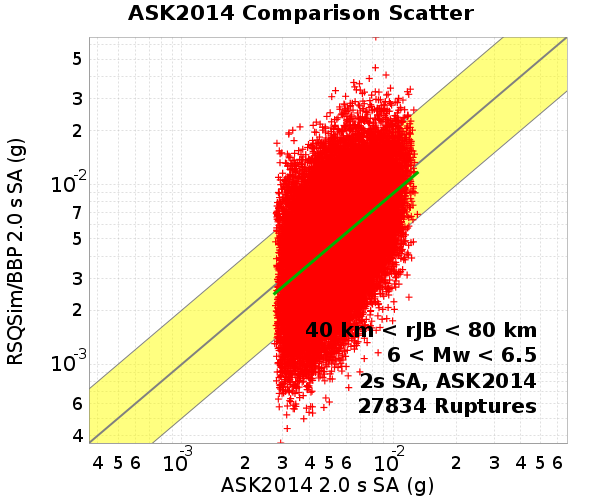 ASK2014 Comparison Scatter
RSQSim/BBP 2.0 s SA (g)
5
3
2
10-2
7
5
3
2
10-3
6
4
40 km < rJB < 80 km
6 < Mw < 6.5
2s SA, ASK2014
27834 Ruptures
4 5 6 10-3 2 3 4 5 6 10-2 2 3 4 5 6
ASK2014 2.0 s SA (g)